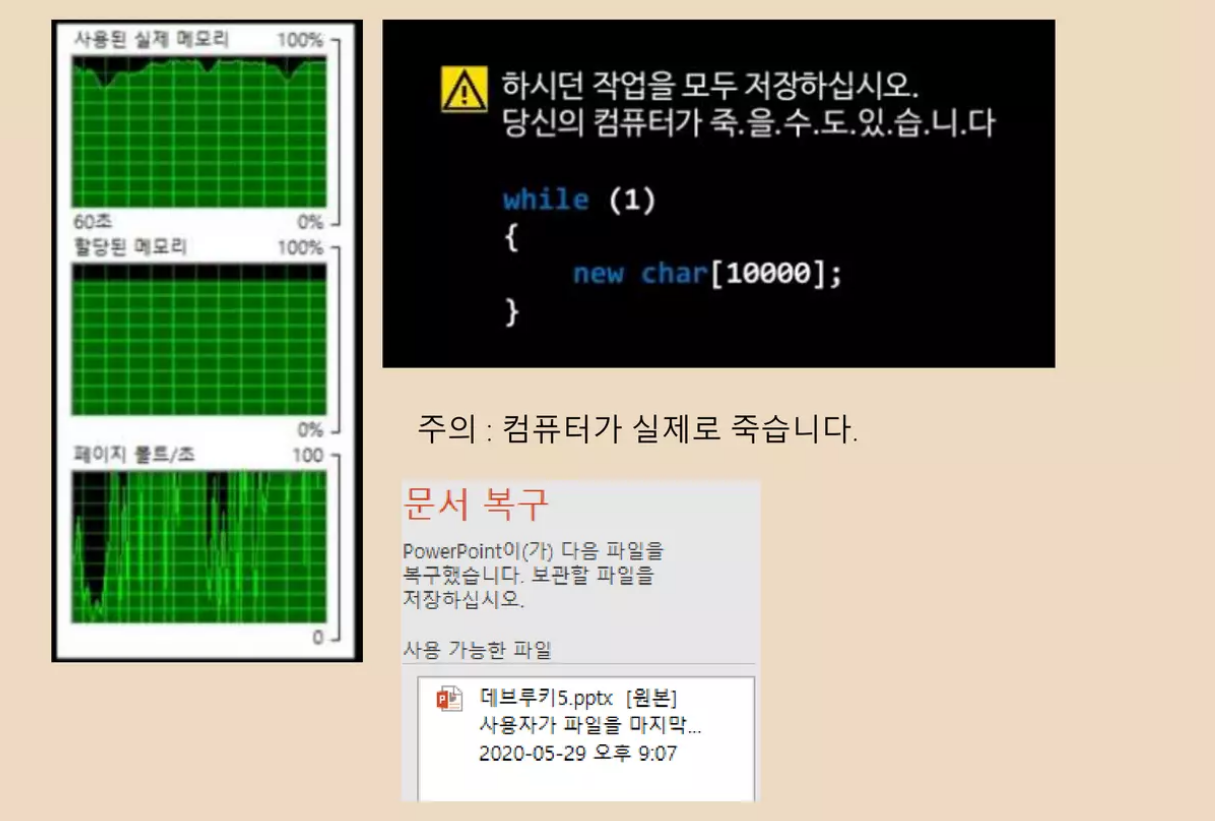 사용된 실제 메모리 100%
60초 0%
할당된 메모리 100%
0%
페이지 폴트/초 100
0
하시던 작업을 모두 저장하십시오.
당신의 컴퓨터가 죽.을.수.도.있.습.니.다
while (1)
{
new char[10000];
}
주의 : 컴퓨터가 실제로 죽습니다.
문서 복구
PowerPoint이(가) 다음 파일을
복구했습니다. 보관할 파일을
저장하십시오.
사용 가능한 파일
데브루키5.pptx [원본]
사용자가 파일을 마지막...
2020-05-29 오후 9:07